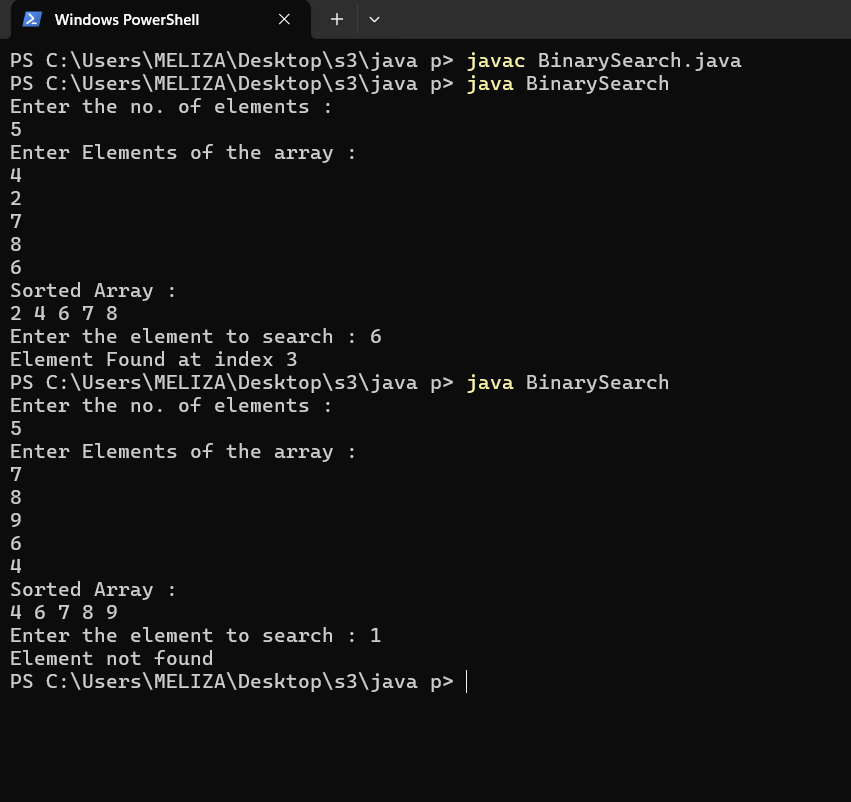 Windows PowerShell
PS C:\Users\MELIZA\Desktop\s3\java p> javac BinarySearch.java
PS C:\Users\MELIZA\Desktop\s3\java p> java BinarySearch
Enter the no. of elements :
5
Enter Elements of the array :
4
2
7
8
6
Sorted Array :
2 4 6 7 8
Enter the element to search : 6
Element Found at index 3
PS C:\Users\MELIZA\Desktop\s3\java p> java BinarySearch
Enter the no. of elements :
5
Enter Elements of the array :
7
8
9
6
4
Sorted Array :
4 6 7 8 9
Enter the element to search : 1
Element not found
PS C:\Users\MELIZA\Desktop\s3\java p>